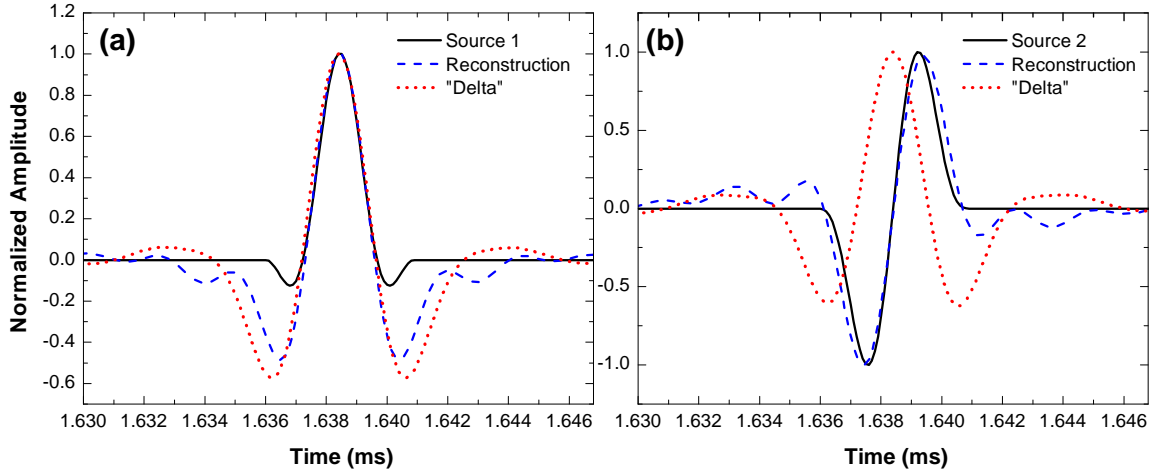 (a)
Source 1
Reconstruction
"Delta"
Normalized Amplitude
1.0
0.8
0.6
0.4
0.2
0.0
-0.2
-0.4
-0.6
1.630 1.632 1.634 1.636 1.638 1.640 1.642 1.644 1.646
Time (ms)
(b)
Source 2
Reconstruction
"Delta"
1.0
0.5
0.0
-0.5
-1.0
1.630 1.632 1.634 1.636 1.638 1.640 1.642 1.644 1.646
Time (ms)